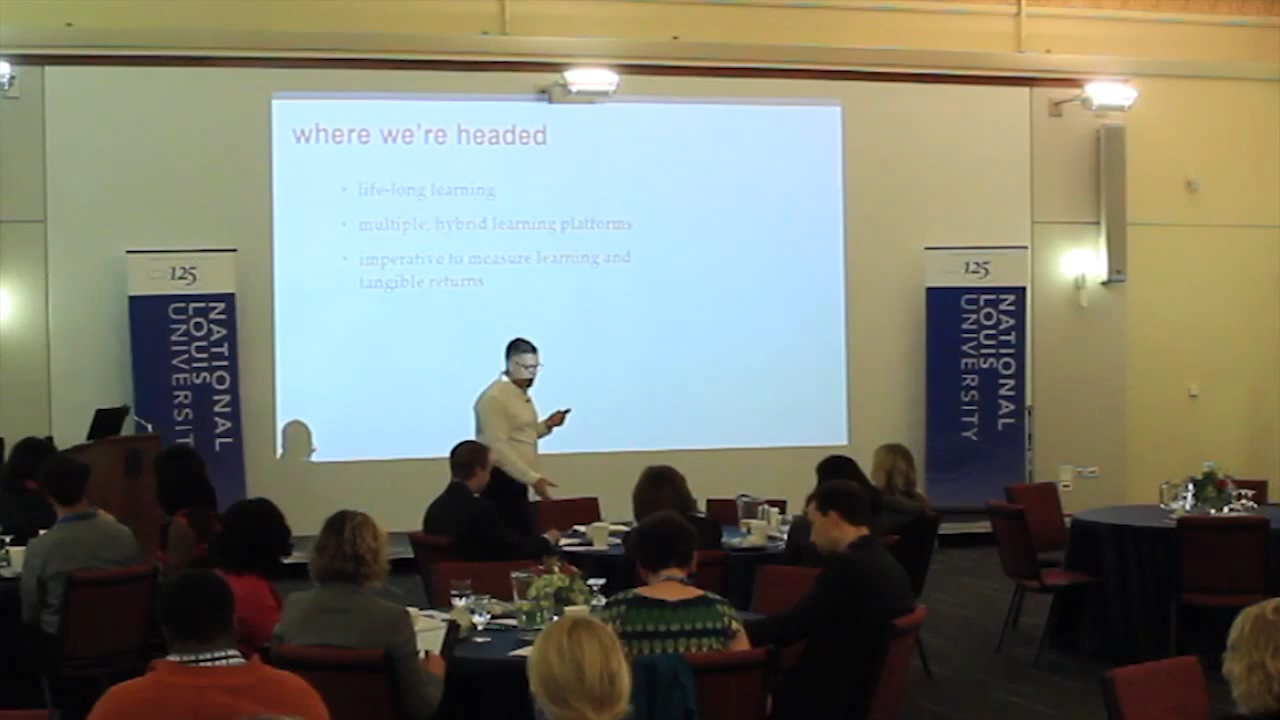 where we're headed
• life-long learning
• multiple, hybrid learning platforms
• imperative to measure learning and
tangible returns
125
NATIONAL
LOUIS
UNIVERSITY
125
NATIONAL
LOUIS
UNIVERSITY